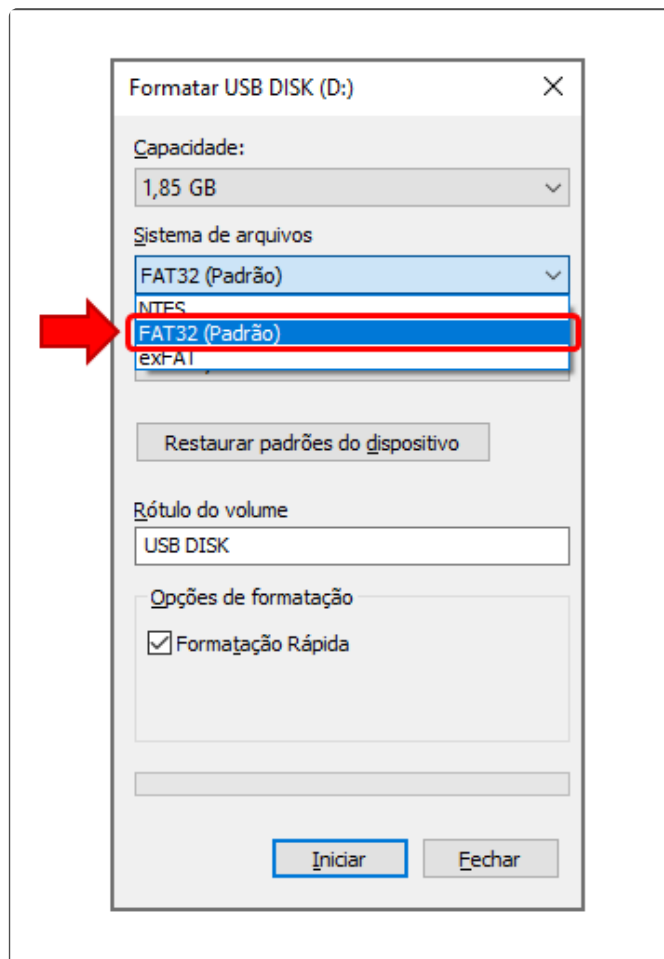 Formatar USB DISK (D:)
Capacidade:
1,85 GB
Sistema de arquivos
FAT32 (Padrão)
NTFS
FAT32 (Padrão)
exFAT
Restaurar padrões do dispositivo
Rótulo do volume
USB DISK
Opções de formatação
Formatação Rápida
Iniciar
Fechar